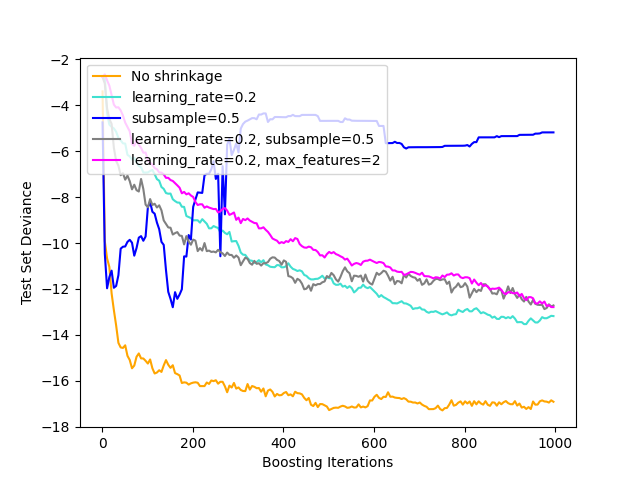 No shrinkage
learning_rate=0.2
subsample=0.5
learning_rate=0.2, subsample=0.5
learning_rate=0.2, max_features=2
−2
−4
−6
−8
−10
−12
−14
−16
−18
Test Set Deviance
0 200 400 600 800 1000
Boosting Iterations